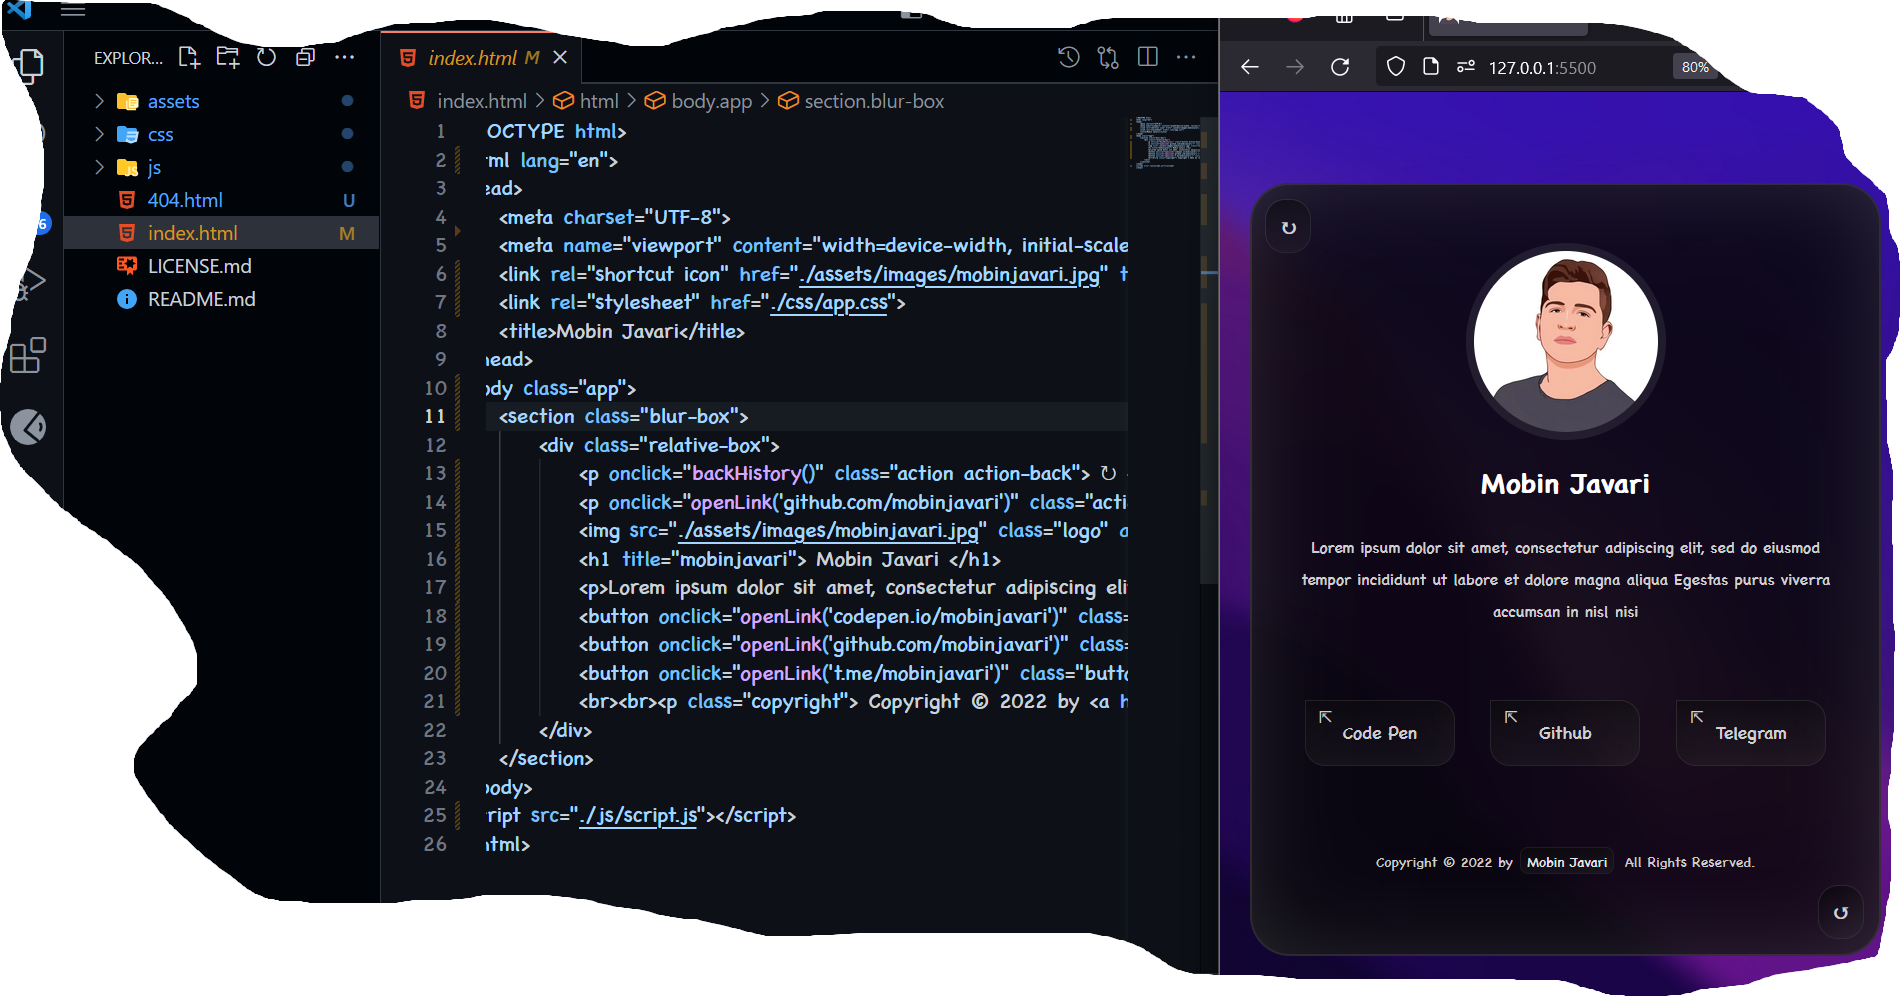 EXPLOR...
assets
css
js
404.html U
index.html M
LICENSE.md
README.md
index.html M
index.html > html > body.app > section.blur-box
1 OCTYPE html>
2 ml lang="en">
3 ead>
4 <meta charset="UTF-8">
5 <meta name="viewport" content="width=device-width, initial-scale
6 <link rel="shortcut icon" href="./assets/images/mobinjavari.jpg" t
7 <link rel="stylesheet" href="./css/app.css">
8 <title>Mobin Javari</title>
9 ead>
10 ody class="app">
11 <section class="blur-box">
12 <div class="relative-box">
13 <p onclick="backHistory()" class="action action-back"> ↻
14 <p onclick="openLink('github.com/mobinjavari')" class="acti
15 <img src="./assets/images/mobinjavari.jpg" class="logo" a
16 <h1 title="mobinjavari"> Mobin Javari </h1>
17 <p>Lorem ipsum dolor sit amet, consectetur adipiscing eli
18 <button onclick="openLink('codepen.io/mobinjavari')" class=
19 <button onclick="openLink('github.com/mobinjavari')" class=
20 <button onclick="openLink('t.me/mobinjavari')" class="butto
21 <br><br><p class="copyright"> Copyright © 2022 by <a h
22 </div>
23 </section>
24 body>
25 ript src="./js/script.js"></script>
26 html>
127.0.0.1:5500 80%
↻
Mobin Javari
Lorem ipsum dolor sit amet, consectetur adipiscing elit, sed do eiusmod
tempor incididunt ut labore et dolore magna aliqua Egestas purus viverra
accumsan in nisl nisi
Code Pen Github Telegram
Copyright © 2022 by Mobin Javari All Rights Reserved.
↺